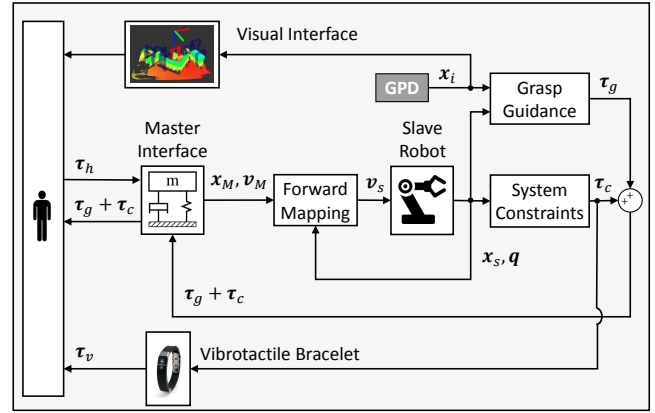 Visual Interface
𝒙ᵢ
GPD
Grasp
Guidance
𝝉_g
Master
Interface
Slave
Robot
𝝉_h
m
𝒙_M, 𝒗_M
Forward
Mapping
𝒗_s
System
Constraints
𝝉_c
+
+
𝝉_g + 𝝉_c
𝒙_s, 𝒒
𝝉_g + 𝝉_c
𝝉_v
Vibrotactile Bracelet